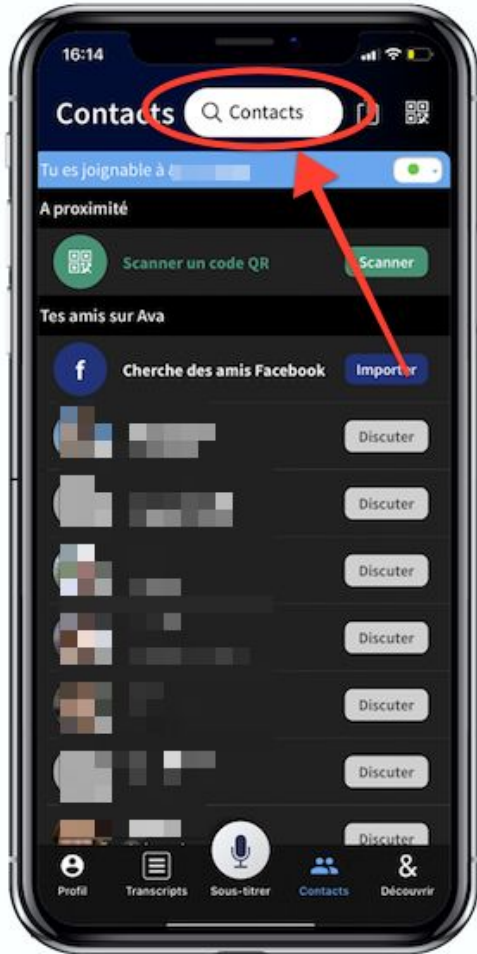 16:14
Contacts
Contacts
Tu es joignable à
A proximité
Scanner un code QR
Scanner
Tes amis sur Ava
f
Cherche des amis Facebook
Importer
Discuter
Discuter
Discuter
Discuter
Discuter
Discuter
Discuter
Profil
Transcripts
Sous-titrer
Contacts
&
Découvrir